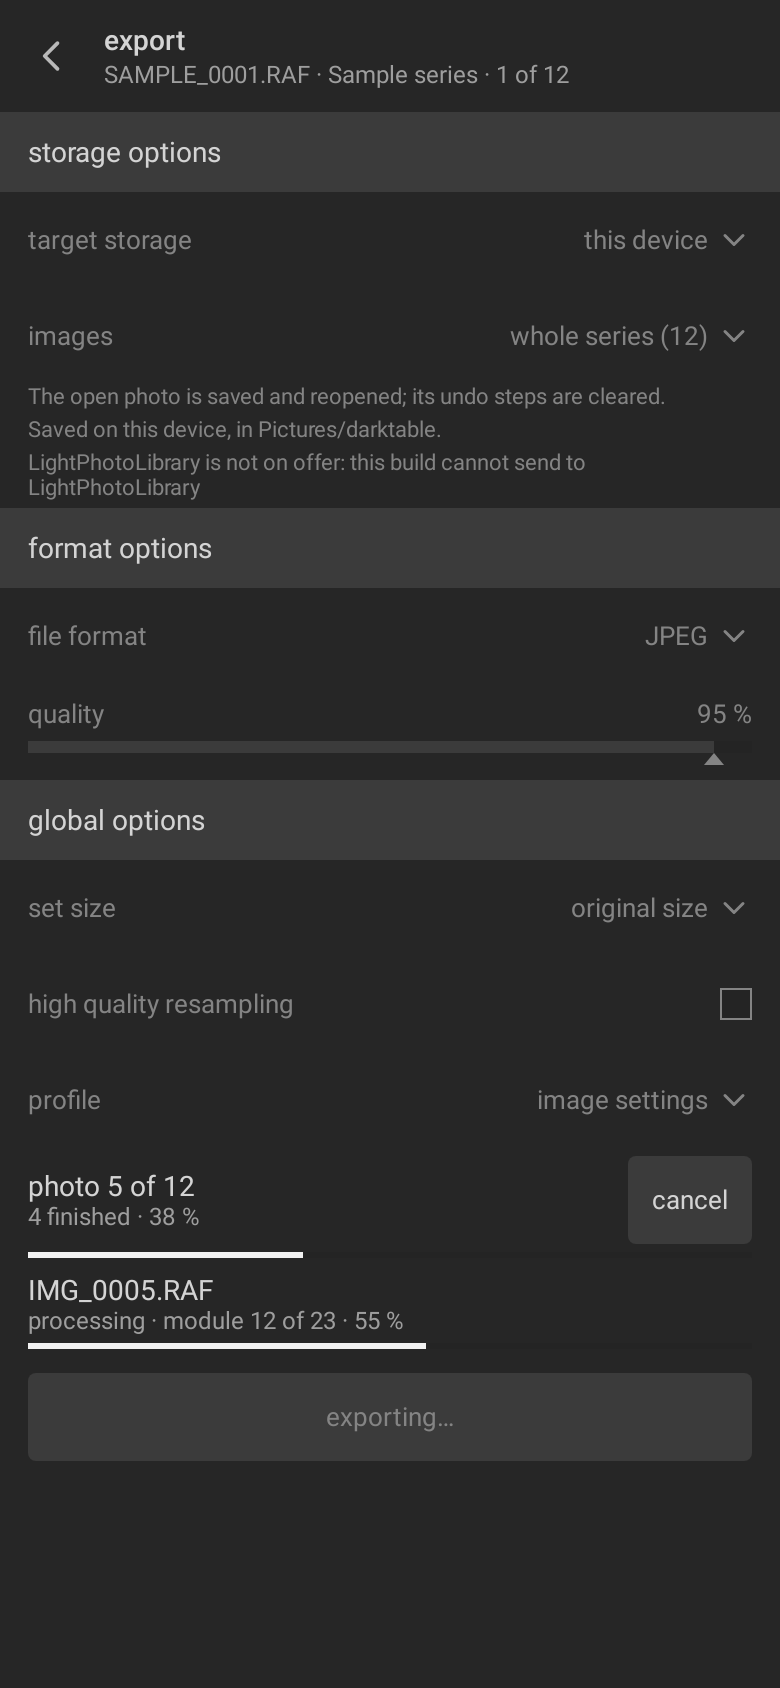 export
SAMPLE_0001.RAF · Sample series · 1 of 12
storage options
target storage this device
images whole series (12)
The open photo is saved and reopened; its undo steps are cleared.
Saved on this device, in Pictures/darktable.
LightPhotoLibrary is not on offer: this build cannot send to
LightPhotoLibrary
format options
file format JPEG
quality 95 %
global options
set size original size
high quality resampling
profile image settings
photo 5 of 12
4 finished · 38 %
cancel
IMG_0005.RAF
processing · module 12 of 23 · 55 %
exporting…